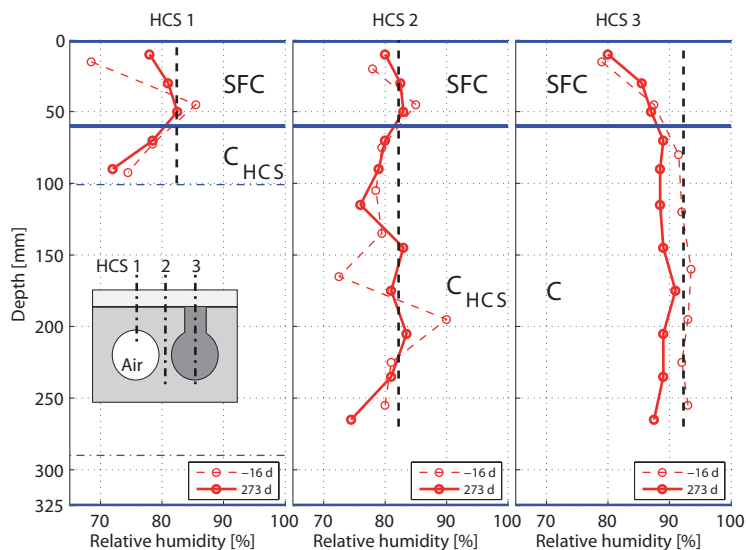 HCS 1 HCS 2 HCS 3
0
50
100
150
200
250
300
325
Depth [mm]
SFC
C HCS
HCS 1 2 3
Air
−16 d
273 d
70 80 90 100
Relative humidity [%]
SFC
C HCS
−16 d
273 d
70 80 90 100
Relative humidity [%]
SFC
C
−16 d
273 d
70 80 90 100
Relative humidity [%]